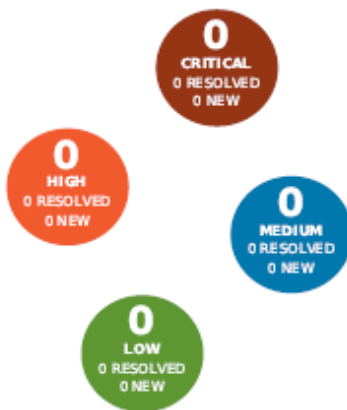 0
CRITICAL
0 RESOLVED
0 NEW
0
HIGH
0 RESOLVED
0 NEW
0
MEDIUM
0 RESOLVED
0 NEW
0
LOW
0 RESOLVED
0 NEW